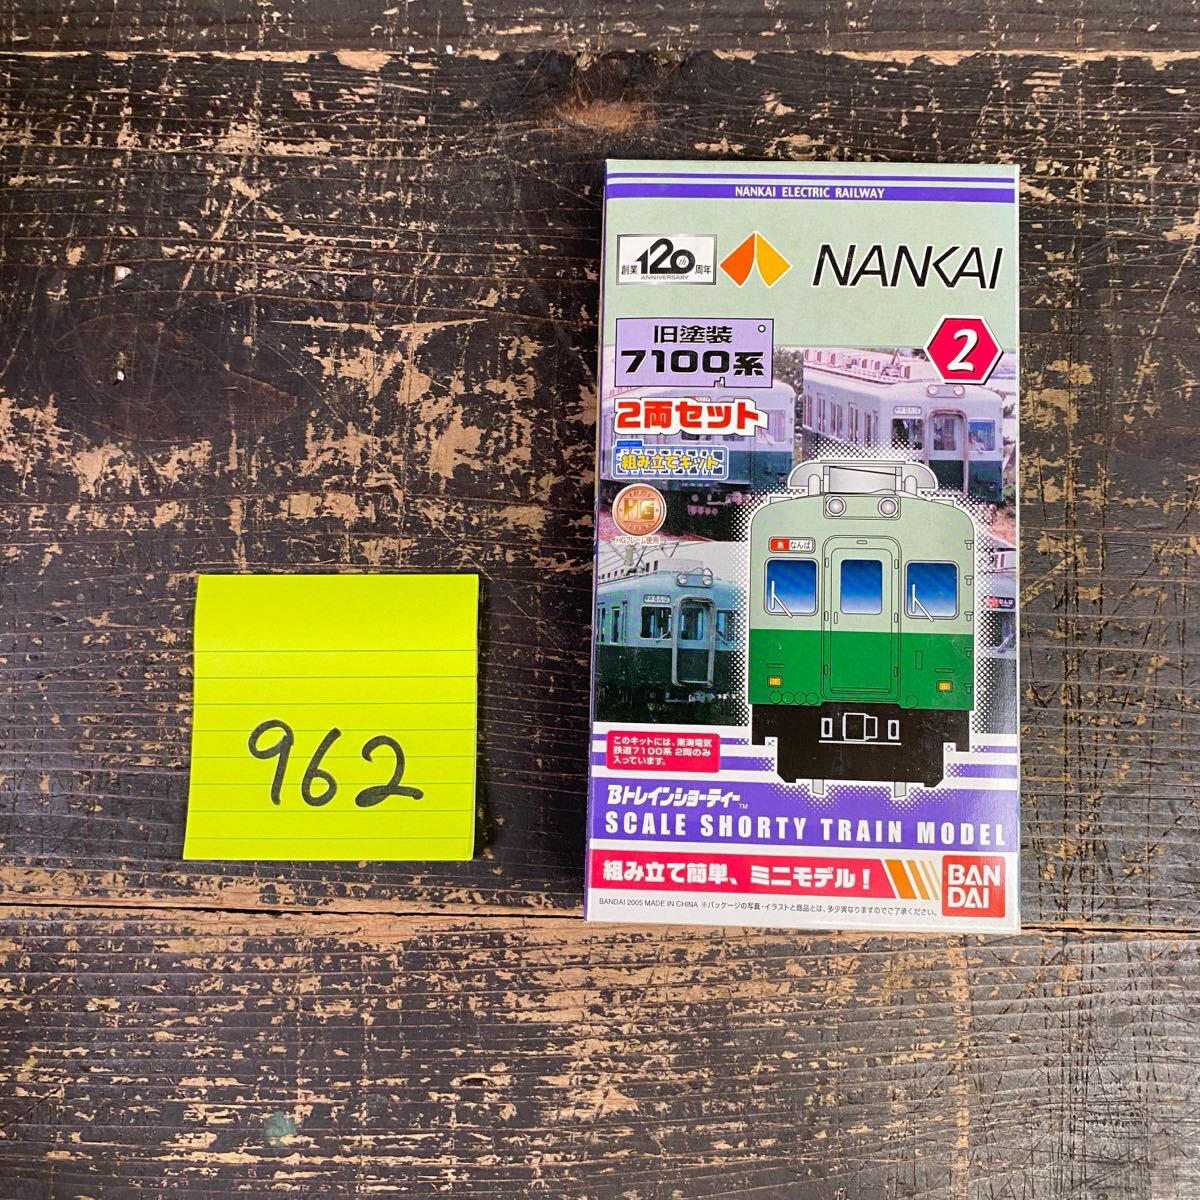 NANKAI ELECTRIC RAILWAY
創業 120th 周年
ANNIVERSARY
NANKAI
旧塗装
7100系
2
2両セット
組み立てキット
HG
HGフレーム使用
急 なんば
962
このキットには、南海電気
鉄道7100系 2両のみ
入っています。
Bトレインショーティー™
SCALE SHORTY TRAIN MODEL
組み立て簡単、ミニモデル!
BAN
DAI
BANDAI 2005 MADE IN CHINA ※パッケージの写真・イラストと商品とは、多少異なりますのでご了承ください。